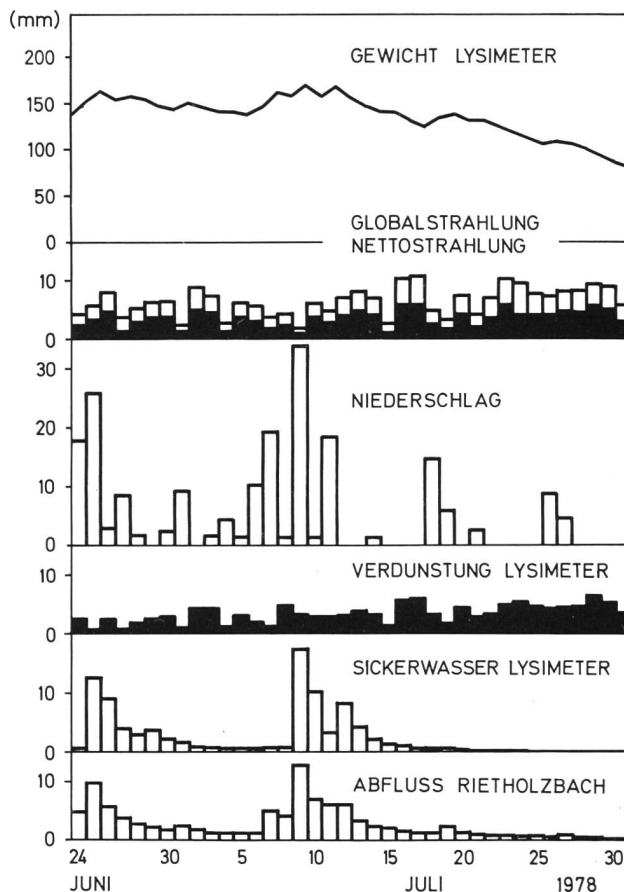 (mm)
GEWICHT LYSIMETER
200
150
100
50
0
GLOBALSTRAHLUNG
NETTOSTRAHLUNG
10
0
NIEDERSCHLAG
30
20
10
0
VERDUNSTUNG LYSIMETER
10
0
SICKERWASSER LYSIMETER
10
0
ABFLUSS RIETHOLZBACH
10
0
24 30 5 10 15 20 25 30
JUNI JULI 1978